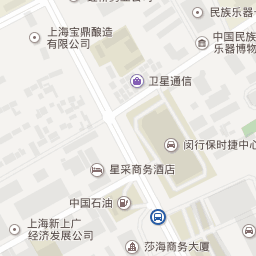 民族乐器
上海宝鼎酿造
有限公司
中国民族
乐器博物
卫星通信
闵行保时捷中心
星采商务酒店
中国石油
上海新上广
经济发展公司
莎海商务大厦